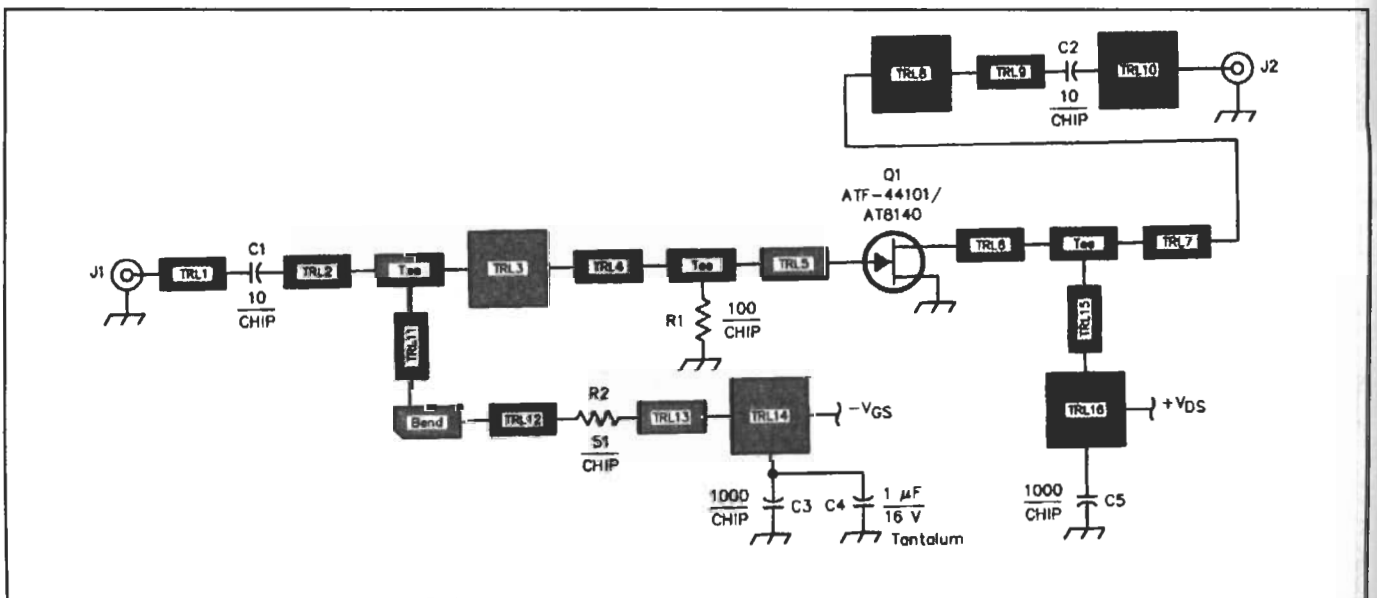 TRL8
TRL9
C2
10
CHIP
TRL10
J2
Q1
ATF-44101/
AT8140
J1
TRL1
C1
10
CHIP
TRL2
Tee
TRL3
TRL4
Tee
TRL5
TRL6
Tee
TRL7
R1
100
CHIP
TRL11
TRL15
Bend
TRL12
R2
51
CHIP
TRL13
TRL14
-VGS
TRL16
+VDS
1000
CHIP
C3
C4
1 μF
16 V
Tantalum
1000
CHIP
C5